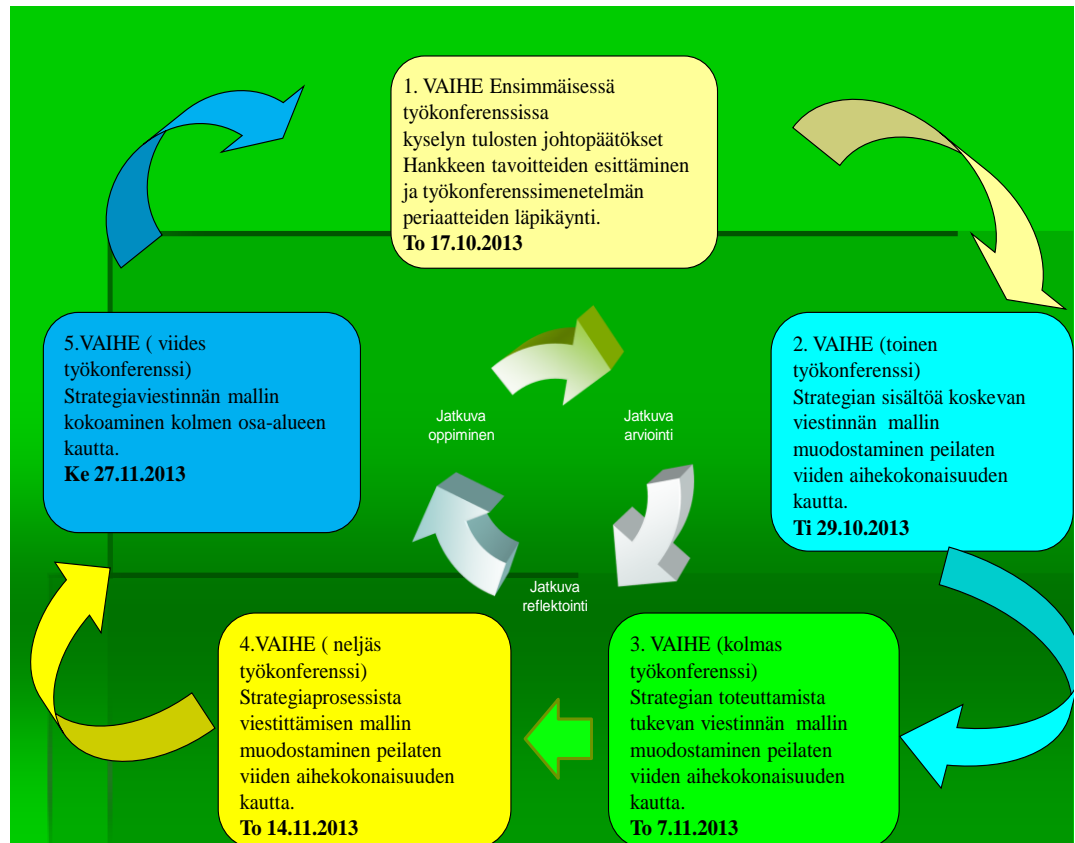 1. VAIHE Ensimmäisessä
työkonferenssissa
kyselyn tulosten johtopäätökset
Hankkeen tavoitteiden esittäminen
ja työkonferenssimenetelmän
periaatteiden läpikäynti.
To 17.10.2013
2. VAIHE (toinen
työkonferenssi)
Strategian sisältöä koskevan
viestinnän mallin
muodostaminen peilaten
viiden aihekokonaisuuden
kautta.
Ti 29.10.2013
3. VAIHE (kolmas
työkonferenssi)
Strategian toteuttamista
tukevan viestinnän mallin
muodostaminen peilaten
viiden aihekokonaisuuden
kautta.
To 7.11.2013
4.VAIHE ( neljäs
työkonferenssi)
Strategiaprosessista
viestittämisen mallin
muodostaminen peilaten
viiden aihekokonaisuuden
kautta.
To 14.11.2013
5.VAIHE ( viides
työkonferenssi)
Strategiaviestinnän mallin
kokoaminen kolmen osa-alueen
kautta.
Ke 27.11.2013
Jatkuva
oppiminen
Jatkuva
arviointi
Jatkuva
reflektointi